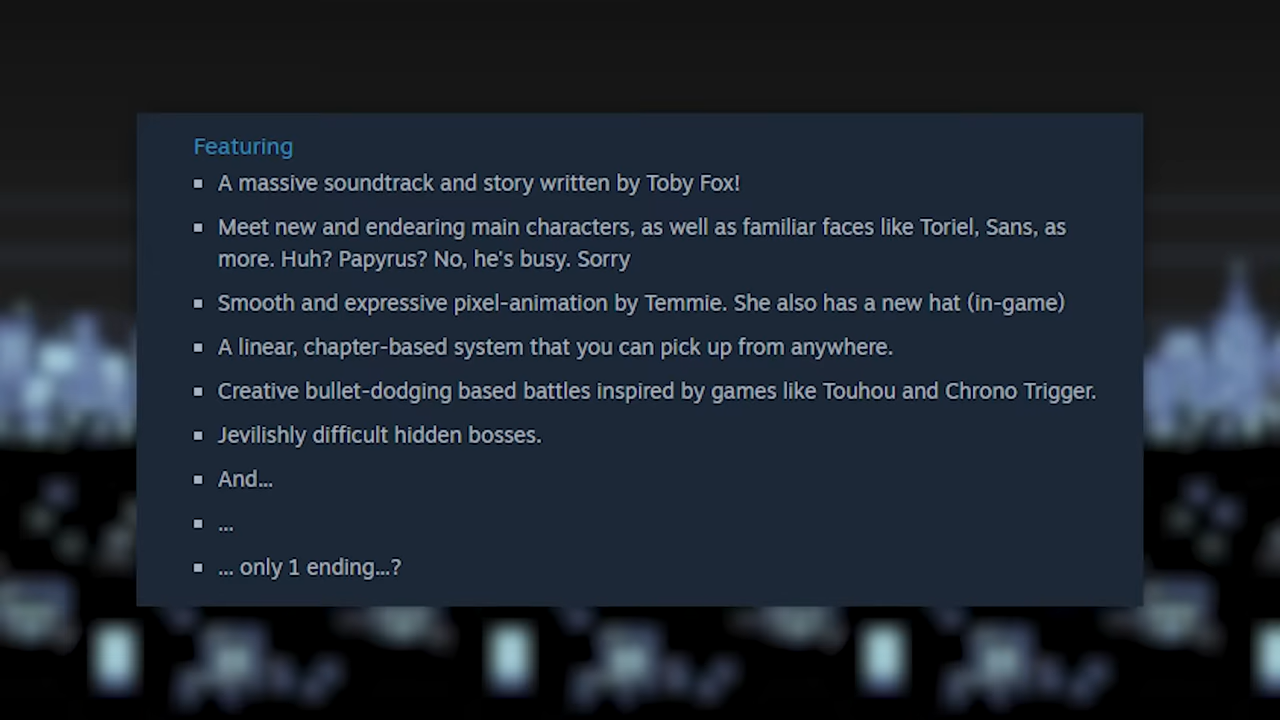 Featuring
A massive soundtrack and story written by Toby Fox!
Meet new and endearing main characters, as well as familiar faces like Toriel, Sans, as
more. Huh? Papyrus? No, he's busy. Sorry
Smooth and expressive pixel-animation by Temmie. She also has a new hat (in-game)
A linear, chapter-based system that you can pick up from anywhere.
Creative bullet-dodging based battles inspired by games like Touhou and Chrono Trigger.
Jevilishly difficult hidden bosses.
And...
...
... only 1 ending...?